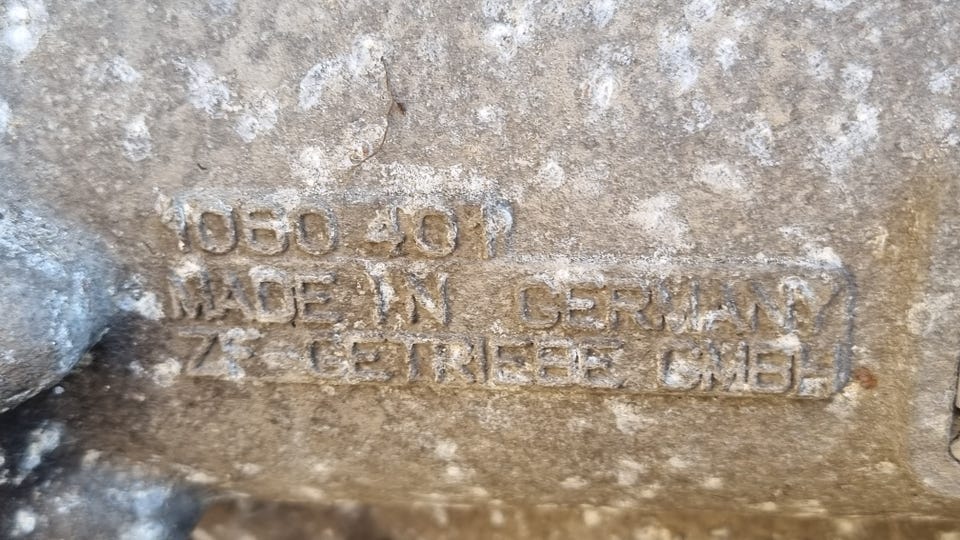 1060 401
MADE IN GERMANY
ZF-GETRIEBE GMBH